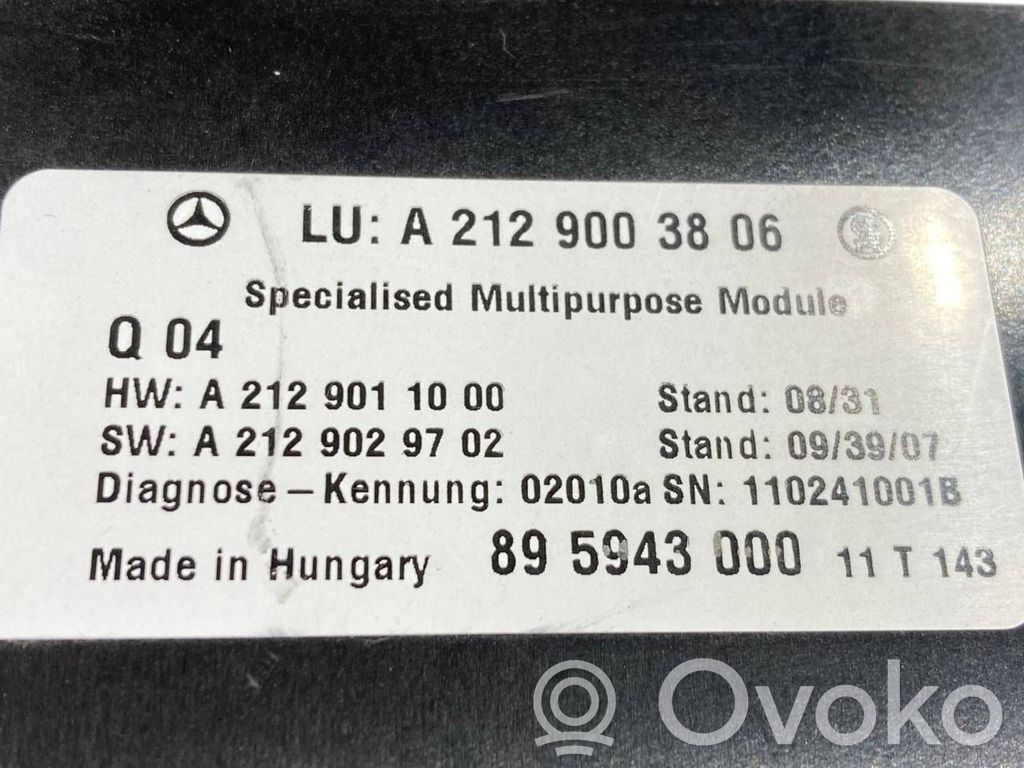 LU: A 212 900 38 06
Specialised Multipurpose Module
Q 04
HW: A 212 901 10 00 Stand: 08/31
SW: A 212 902 97 02 Stand: 09/39/07
Diagnose – Kennung: 02010a SN: 110241001B
Made in Hungary 89 5943 000 11 T 143
Ovoko